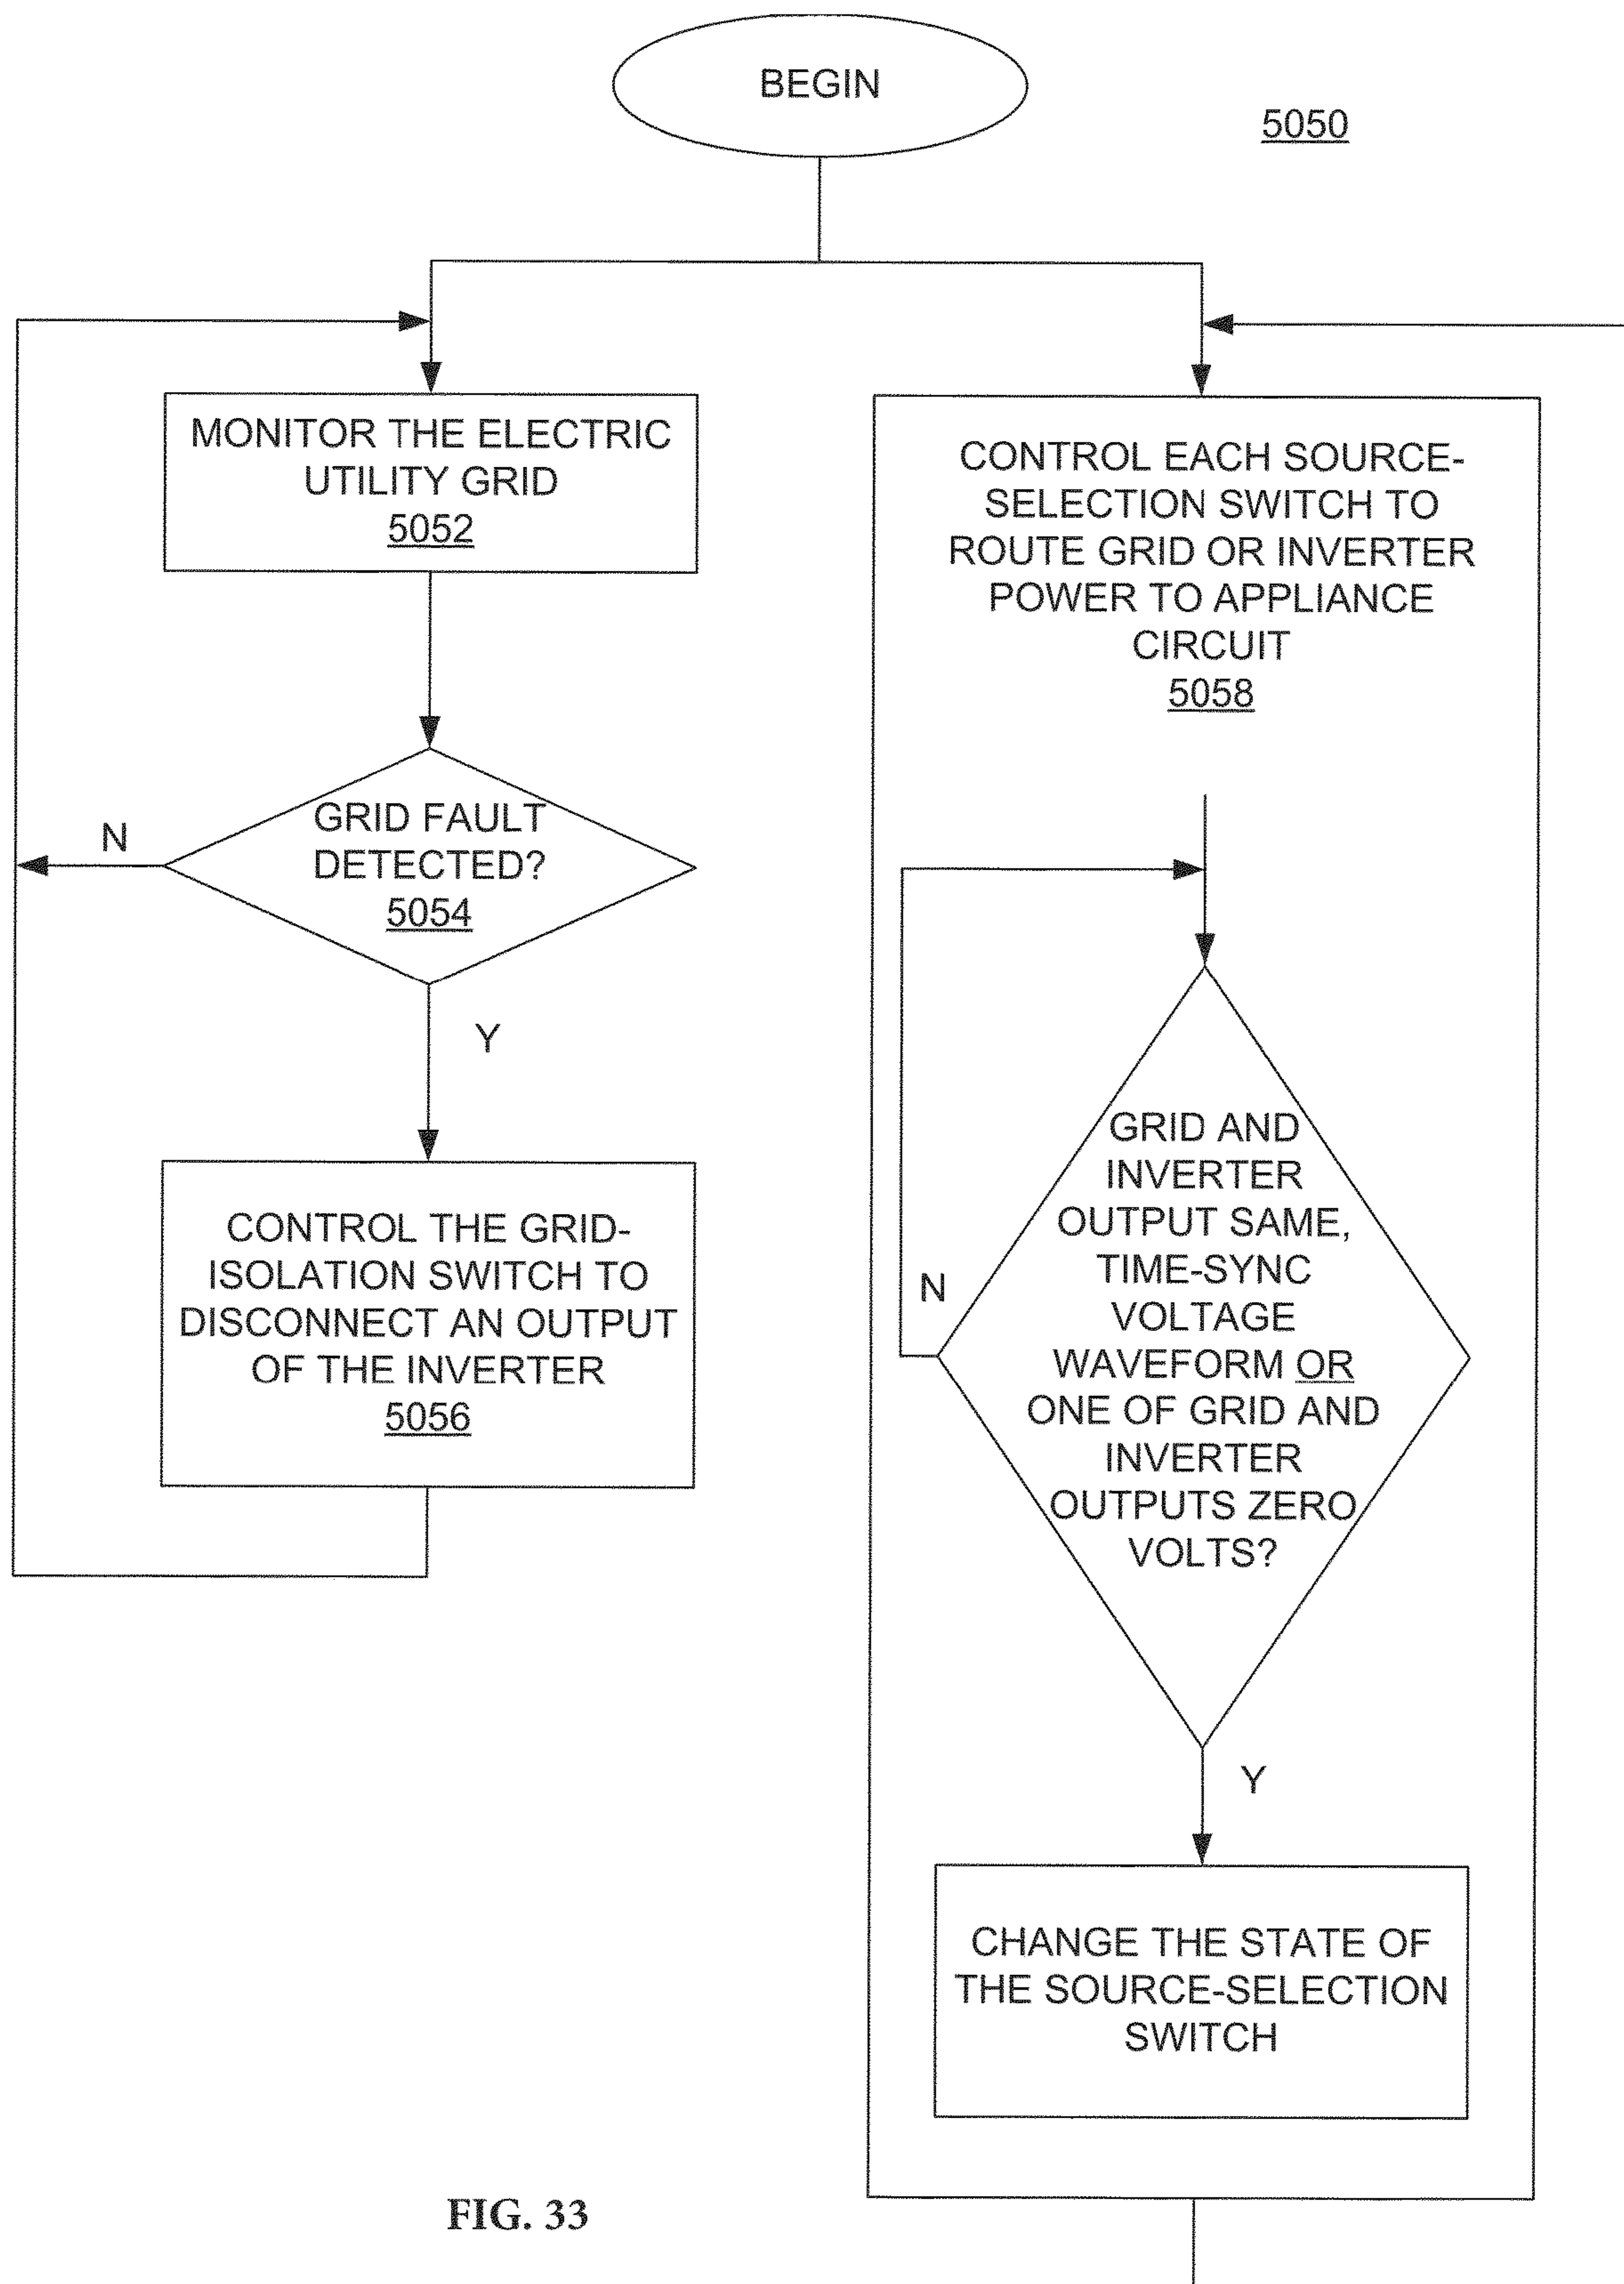 BEGIN
5050
MONITOR THE ELECTRIC
UTILITY GRID
5052
GRID FAULT
DETECTED?
5054
N
Y
CONTROL THE GRID-
ISOLATION SWITCH TO
DISCONNECT AN OUTPUT
OF THE INVERTER
5056
CONTROL EACH SOURCE-
SELECTION SWITCH TO
ROUTE GRID OR INVERTER
POWER TO APPLIANCE
CIRCUIT
5058
GRID AND
INVERTER
OUTPUT SAME,
TIME-SYNC
VOLTAGE
WAVEFORM OR
ONE OF GRID AND
INVERTER
OUTPUTS ZERO
VOLTS?
N
Y
CHANGE THE STATE OF
THE SOURCE-SELECTION
SWITCH
FIG. 33